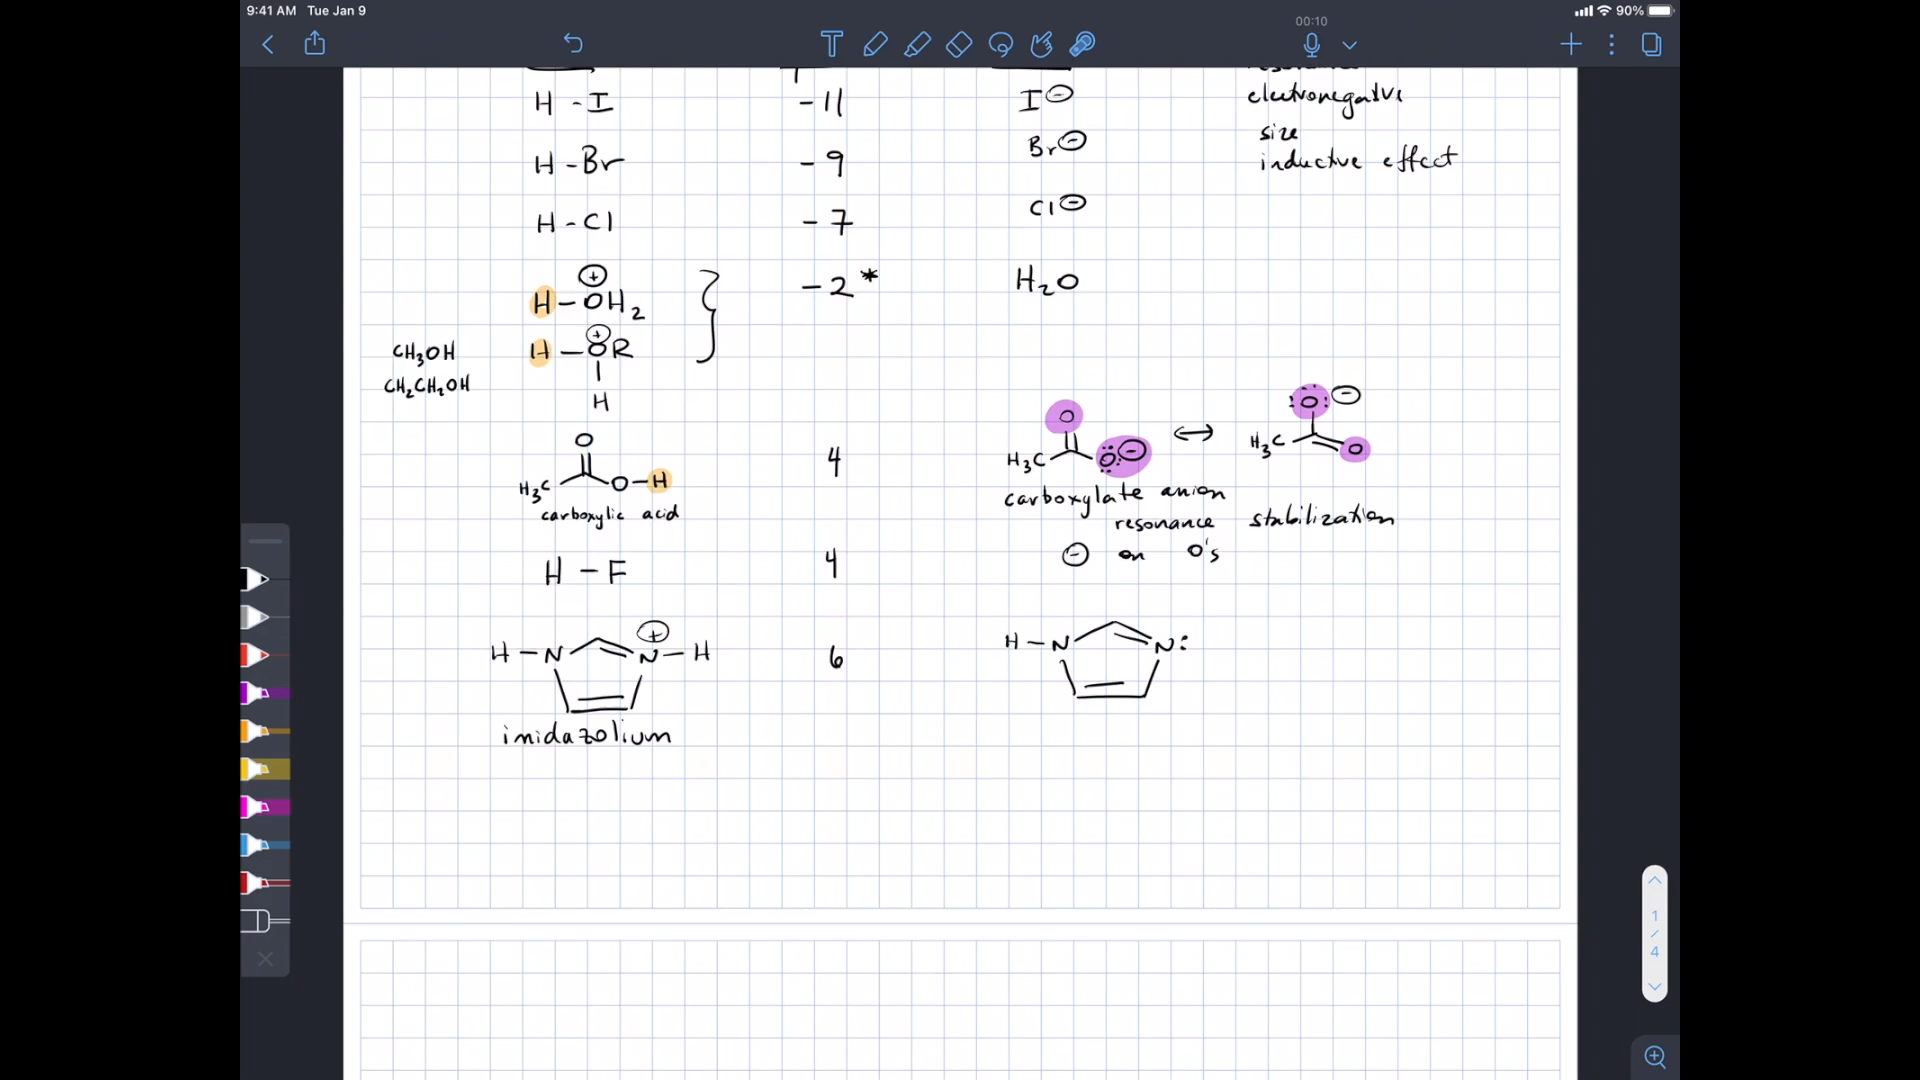 9:41 AM Tue Jan 9
90%
00:10
H - I
- 11
I⊖
electronegative
size
H - Br
- 9
Br⊖
inductive effect
H - Cl
- 7
Cl⊖
⊕
H - OH₂
- 2 *
H₂O
⊕
CH₃OH
H - OR
CH₂CH₂OH
H
O
O
:O: ⊖
H₃C
O - H
4
H₃C
O ⊖
↔
H₃C
O
carboxylic acid
carboxylate anion
resonance stabilization
H - F
4
⊖ on O's
⊕
H - N
N - H
6
H - N
N:
imidazolium
1
/
4